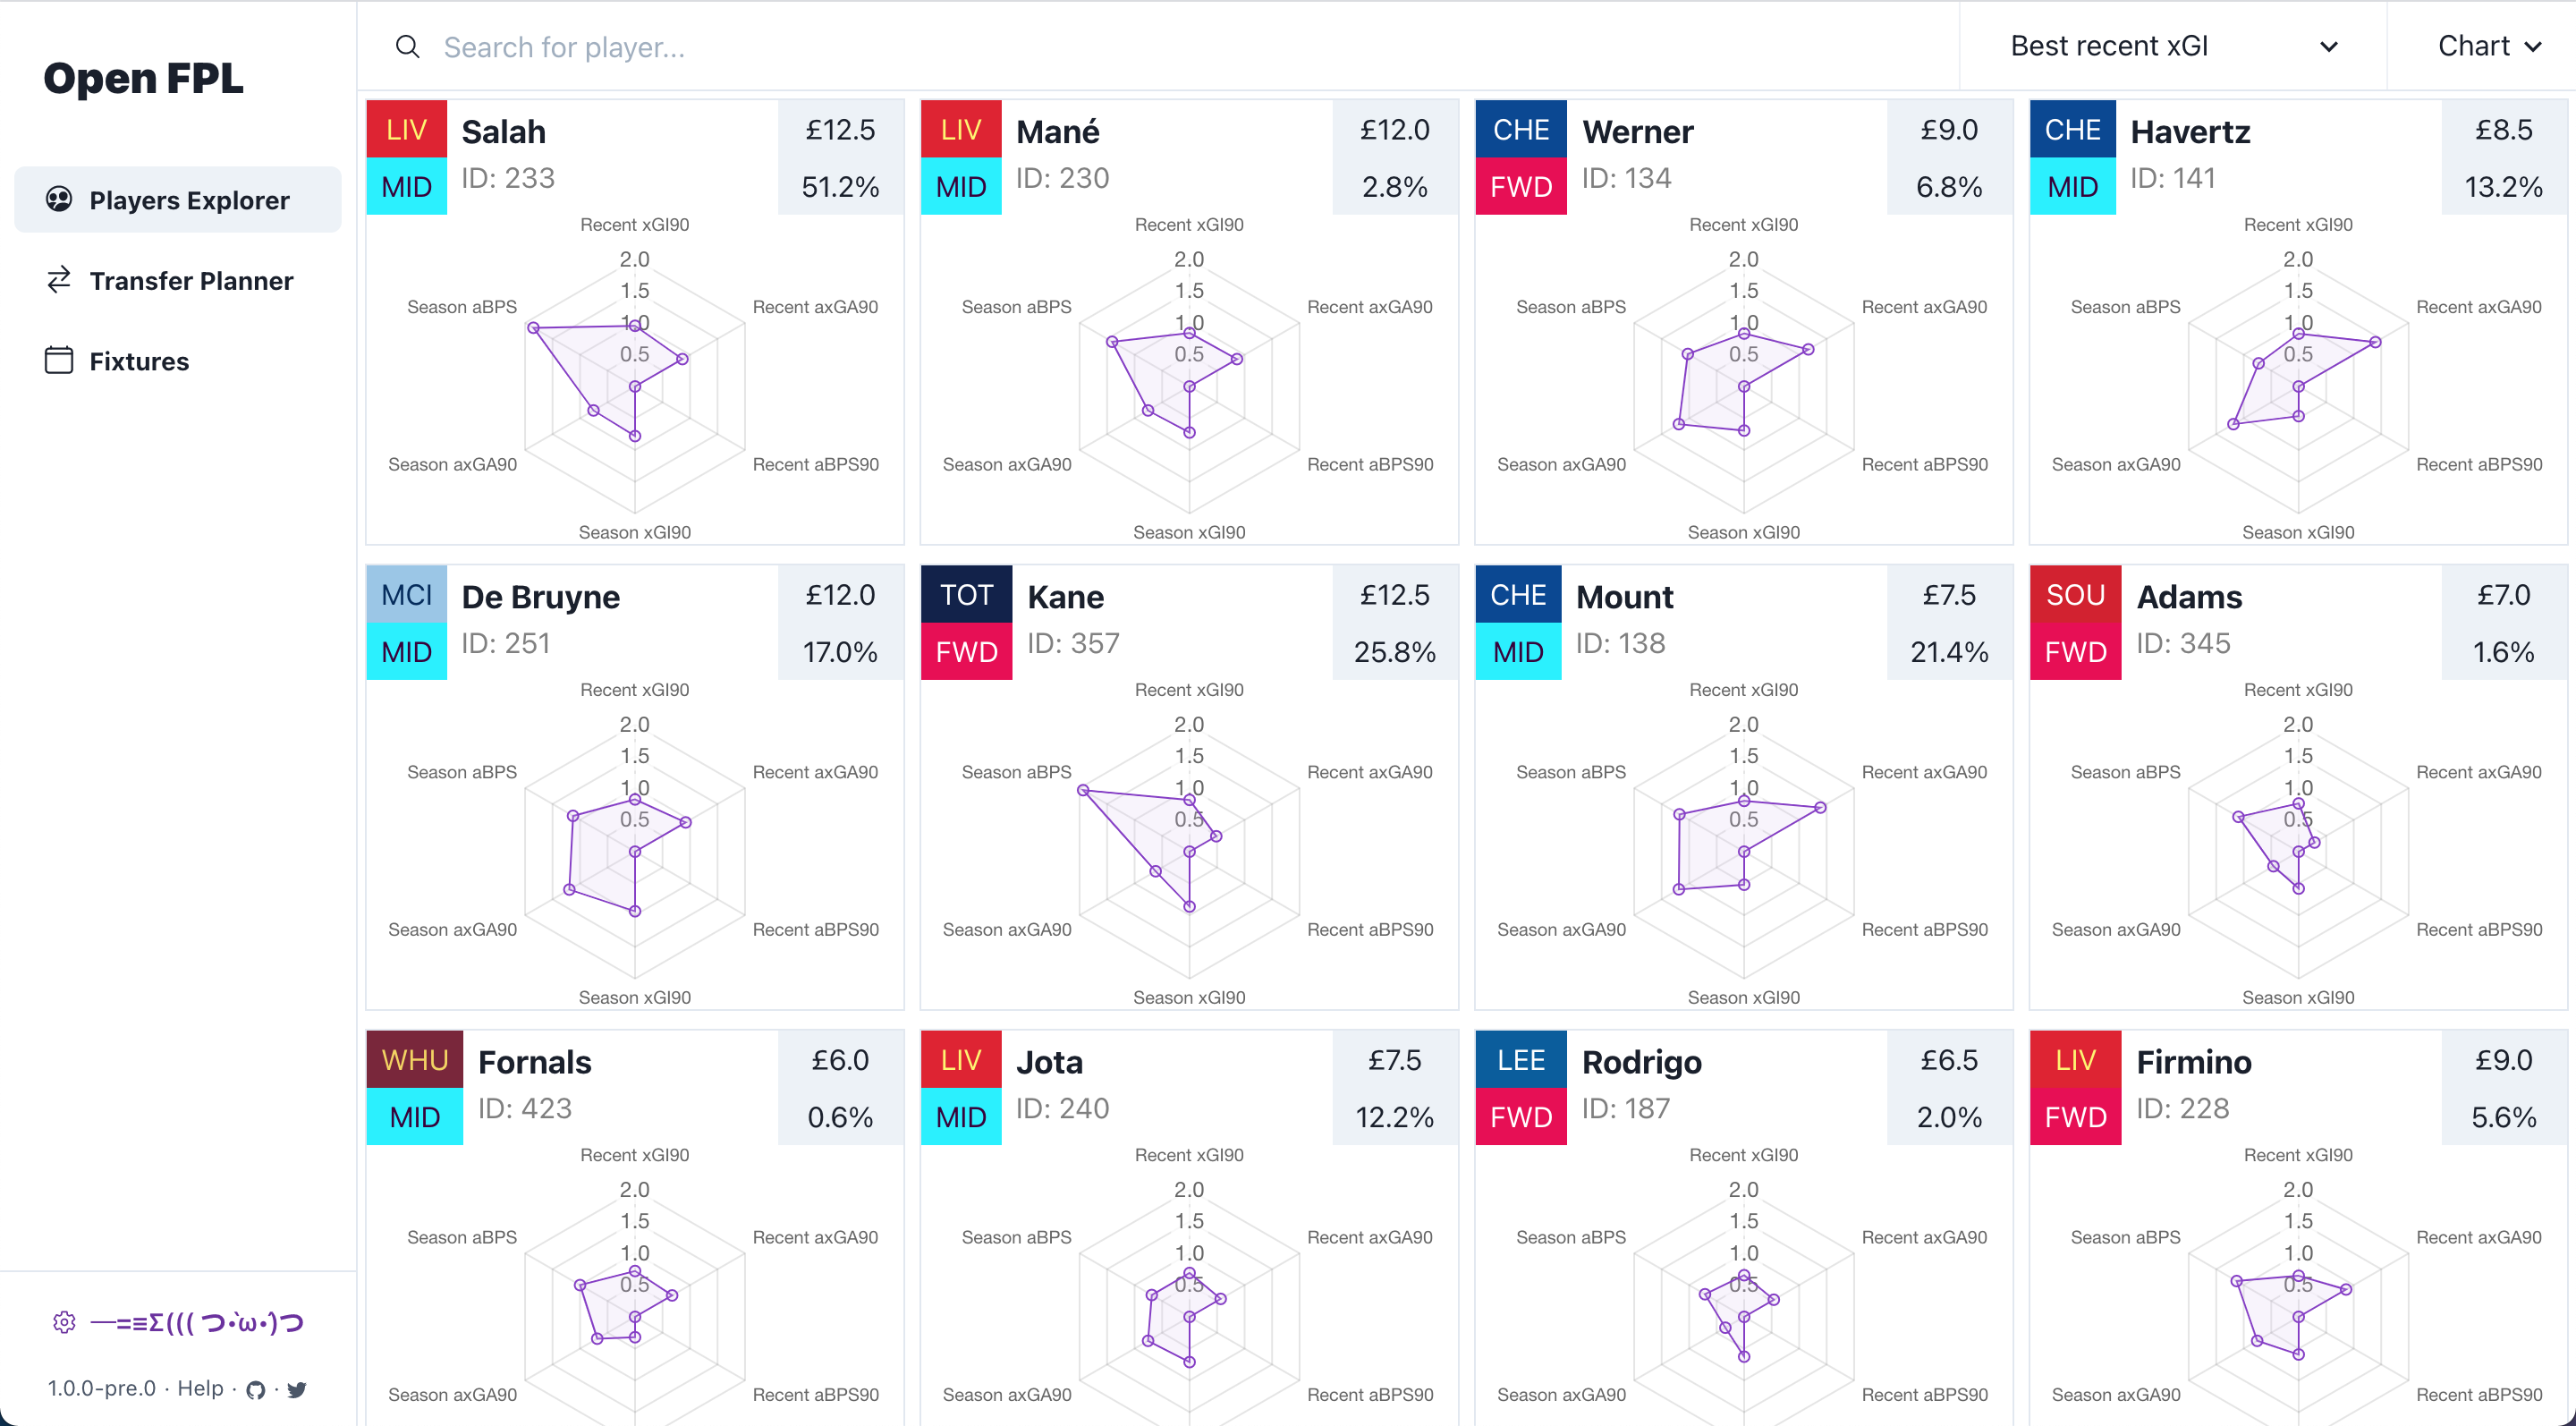 Open FPL
Players Explorer
Transfer Planner
Fixtures
—=≡Σ((( つ•̀ω•́)つ
1.0.0-pre.0 · Help ·  ·
Search for player...
Best recent xGI
Chart
LIV
MID
Salah
ID: 233
£12.5
51.2%
Recent xGI90
2.0
1.5
1.0
0.5
Season aBPS
Recent axGA90
Season axGA90
Recent aBPS90
Season xGI90
LIV
MID
Mané
ID: 230
£12.0
2.8%
Recent xGI90
2.0
1.5
1.0
0.5
Season aBPS
Recent axGA90
Season axGA90
Recent aBPS90
Season xGI90
CHE
FWD
Werner
ID: 134
£9.0
6.8%
Recent xGI90
2.0
1.5
1.0
0.5
Season aBPS
Recent axGA90
Season axGA90
Recent aBPS90
Season xGI90
CHE
MID
Havertz
ID: 141
£8.5
13.2%
Recent xGI90
2.0
1.5
1.0
0.5
Season aBPS
Recent axGA90
Season axGA90
Recent aBPS90
Season xGI90
MCI
MID
De Bruyne
ID: 251
£12.0
17.0%
Recent xGI90
2.0
1.5
1.0
0.5
Season aBPS
Recent axGA90
Season axGA90
Recent aBPS90
Season xGI90
TOT
FWD
Kane
ID: 357
£12.5
25.8%
Recent xGI90
2.0
1.5
1.0
0.5
Season aBPS
Recent axGA90
Season axGA90
Recent aBPS90
Season xGI90
CHE
MID
Mount
ID: 138
£7.5
21.4%
Recent xGI90
2.0
1.5
1.0
0.5
Season aBPS
Recent axGA90
Season axGA90
Recent aBPS90
Season xGI90
SOU
FWD
Adams
ID: 345
£7.0
1.6%
Recent xGI90
2.0
1.5
1.0
0.5
Season aBPS
Recent axGA90
Season axGA90
Recent aBPS90
Season xGI90
WHU
MID
Fornals
ID: 423
£6.0
0.6%
Recent xGI90
2.0
1.5
1.0
0.5
Season aBPS
Recent axGA90
Season axGA90
Recent aBPS90
LIV
MID
Jota
ID: 240
£7.5
12.2%
Recent xGI90
2.0
1.5
1.0
0.5
Season aBPS
Recent axGA90
Season axGA90
Recent aBPS90
LEE
FWD
Rodrigo
ID: 187
£6.5
2.0%
Recent xGI90
2.0
1.5
1.0
0.5
Season aBPS
Recent axGA90
Season axGA90
Recent aBPS90
LIV
FWD
Firmino
ID: 228
£9.0
5.6%
Recent xGI90
2.0
1.5
1.0
0.5
Season aBPS
Recent axGA90
Season axGA90
Recent aBPS90